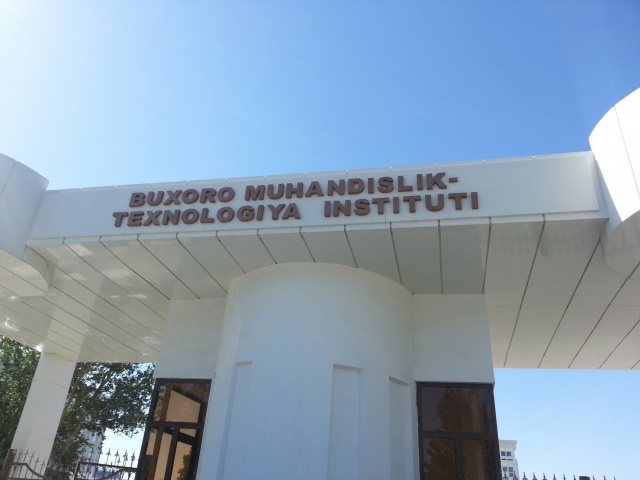 BUXORO MUHANDISLIK-
TEXNOLOGIYA INSTITUTI